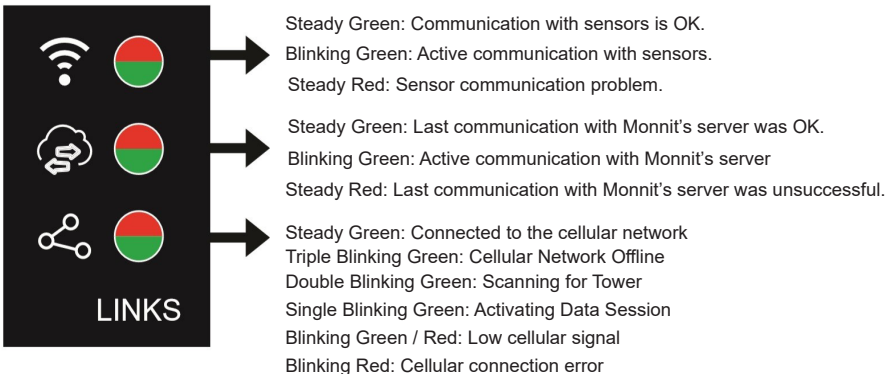 Steady Green: Communication with sensors is OK.
Blinking Green: Active communication with sensors.
Steady Red: Sensor communication problem.
Steady Green: Last communication with Monnit’s server was OK.
Blinking Green: Active communication with Monnit’s server
Steady Red: Last communication with Monnit’s server was unsuccessful.
Steady Green: Connected to the cellular network
Triple Blinking Green: Cellular Network Offline
Double Blinking Green: Scanning for Tower
LINKS
Single Blinking Green: Activating Data Session
Blinking Green / Red: Low cellular signal
Blinking Red: Cellular connection error